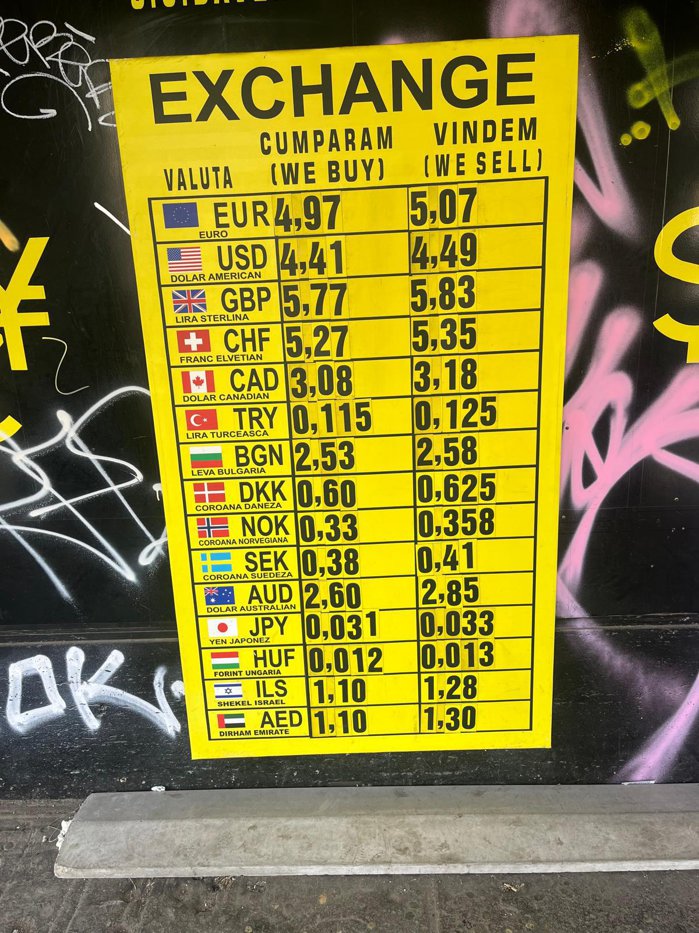 EXCHANGE
VALUTA CUMPARAM (WE BUY) VINDEM (WE SELL)
EUR 4,97 5,07
EURO
USD 4,41 4,49
DOLAR AMERICAN
GBP 5,77 5,83
LIRA STERLINA
CHF 5,27 5,35
FRANC ELVETIAN
CAD 3,08 3,18
DOLAR CANADIAN
TRY 0,115 0,125
LIRA TURCEASCA
BGN 2,53 2,58
LEVA BULGARIA
DKK 0,60 0,625
COROANA DANEZA
NOK 0,33 0,358
COROANA NORVEGIANA
SEK 0,38 0,41
COROANA SUEDEZA
AUD 2,60 2,85
DOLAR AUSTRALIAN
JPY 0,031 0,033
YEN JAPONEZ
HUF 0,012 0,013
FORINT UNGARIA
ILS 1,10 1,28
SHEKEL ISRAEL
AED 1,10 1,30
DIRHAM EMIRATE
¥
$
OK